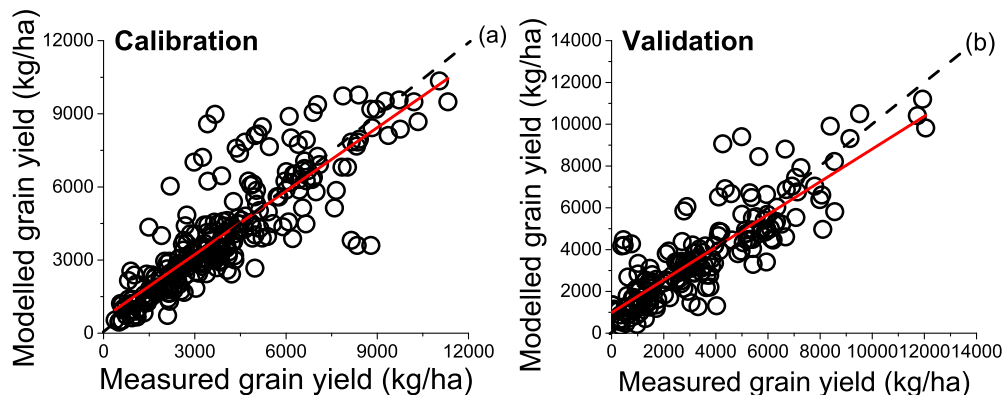 Calibration
(a)
Modelled grain yield (kg/ha)
12000
9000
6000
3000
0
0 3000 6000 9000 12000
Measured grain yield (kg/ha)
Validation
(b)
Modelled grain yield (kg/ha)
14000
12000
10000
8000
6000
4000
2000
0
0 2000 4000 6000 8000 10000 12000 14000
Measured grain yield (kg/ha)